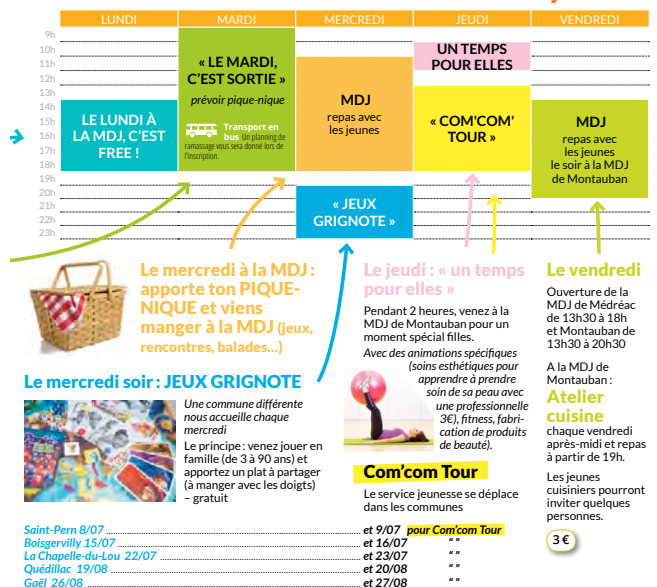 LUNDI MARDI MERCREDI JEUDI VENDREDI
9h
10h
11h
12h
13h
14h
15h
16h
17h
18h
19h
20h
21h
22h
23h
LE LUNDI À
LA MDJ, C'EST
FREE !
« LE MARDI,
C'EST SORTIE »
prévoir pique-nique
Transport en
bus Un planning de
ramassage vous sera donné lors de
l'inscription.
MDJ
repas avec
les jeunes
« JEUX
GRIGNOTE »
UN TEMPS
POUR ELLES
« COM'COM'
TOUR »
MDJ
repas avec
les jeunes
le soir à la MDJ
de Montauban
Le mercredi à la MDJ :
apporte ton PIQUE-
NIQUE et viens
manger à la MDJ (jeux,
rencontres, balades...)
Le mercredi soir : JEUX GRIGNOTE
Une commune différente
nous accueille chaque
mercredi
Le principe : venez jouer en
famille (de 3 à 90 ans) et
apportez un plat à partager
(à manger avec les doigts)
– gratuit
Le jeudi : « un temps
pour elles »
Pendant 2 heures, venez à la
MDJ de Montauban pour un
moment spécial filles.
Avec des animations spécifiques
(soins esthétiques pour
apprendre à prendre
soin de sa peau avec
une professionnelle
3€), fitness, fabri-
cation de produits
de beauté).
Com'com Tour
Le service jeunesse se déplace
dans les communes
Saint-Pern 8/07 et 9/07 pour Com'com Tour
Boisgervilly 15/07 et 16/07 “ ”
La Chapelle-du-Lou 22/07 et 23/07 “ ”
Quédillac 19/08 et 20/08 “ ”
Gaël 26/08 et 27/08 “ ”
Le vendredi
Ouverture de la
MDJ de Médréac
de 13h30 à 18h
et Montauban de
13h30 à 20h30
A la MDJ de
Montauban :
Atelier
cuisine
chaque vendredi
après-midi et repas
à partir de 19h.
Les jeunes
cuisiniers pourront
inviter quelques
personnes.
3 €